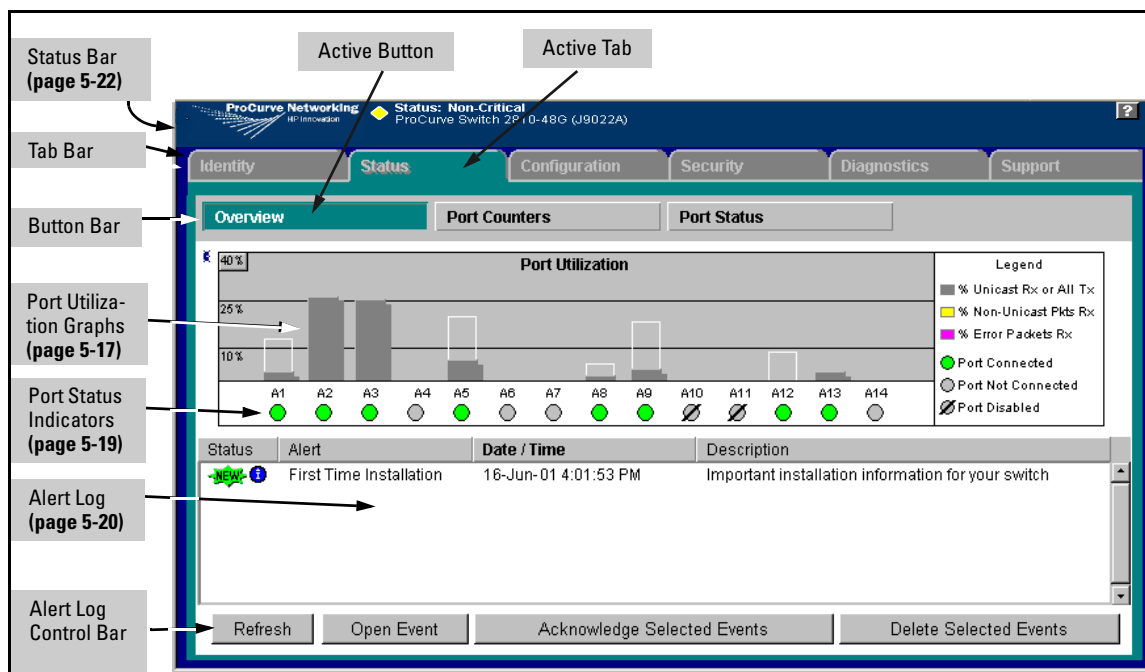 Active Button
Active Tab
Status Bar
(page 5-22)
Tab Bar
Button Bar
Port Utiliza-
tion Graphs
(page 5-17)
Port Status
Indicators
(page 5-19)
Alert Log
(page 5-20)
Alert Log
Control Bar
ProCurve Networking
HP Innovation
Status: Non-Critical
ProCurve Switch 2810-48G (J9022A)
?
Identity Status Configuration Security Diagnostics Support
Overview Port Counters Port Status
Port Utilization
40%
25%
10%
Legend
% Unicast Rx or All Tx
% Non-Unicast Pkts Rx
% Error Packets Rx
Port Connected
Port Not Connected
Port Disabled
A1 A2 A3 A4 A5 A6 A7 A8 A9 A10 A11 A12 A13 A14
Status Alert Date / Time Description
NEW! i First Time Installation 16-Jun-01 4:01:53 PM Important installation information for your switch
Refresh Open Event Acknowledge Selected Events Delete Selected Events